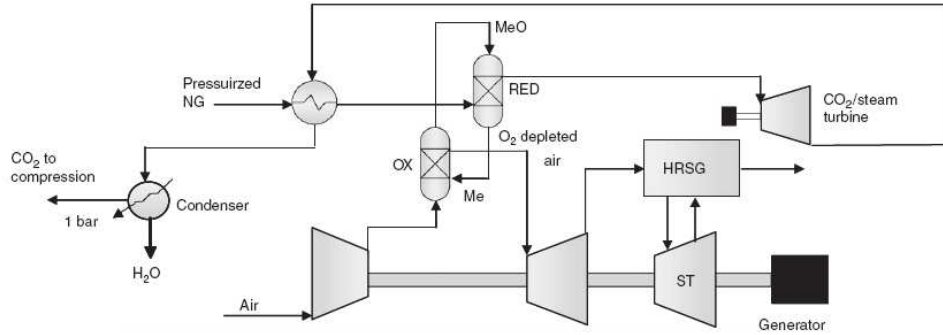 MeO
Pressuirzed
NG
RED
CO₂/steam
turbine
O₂ depleted
air
OX
Me
HRSG
CO₂ to
compression
1 bar
Condenser
H₂O
Air
ST
Generator